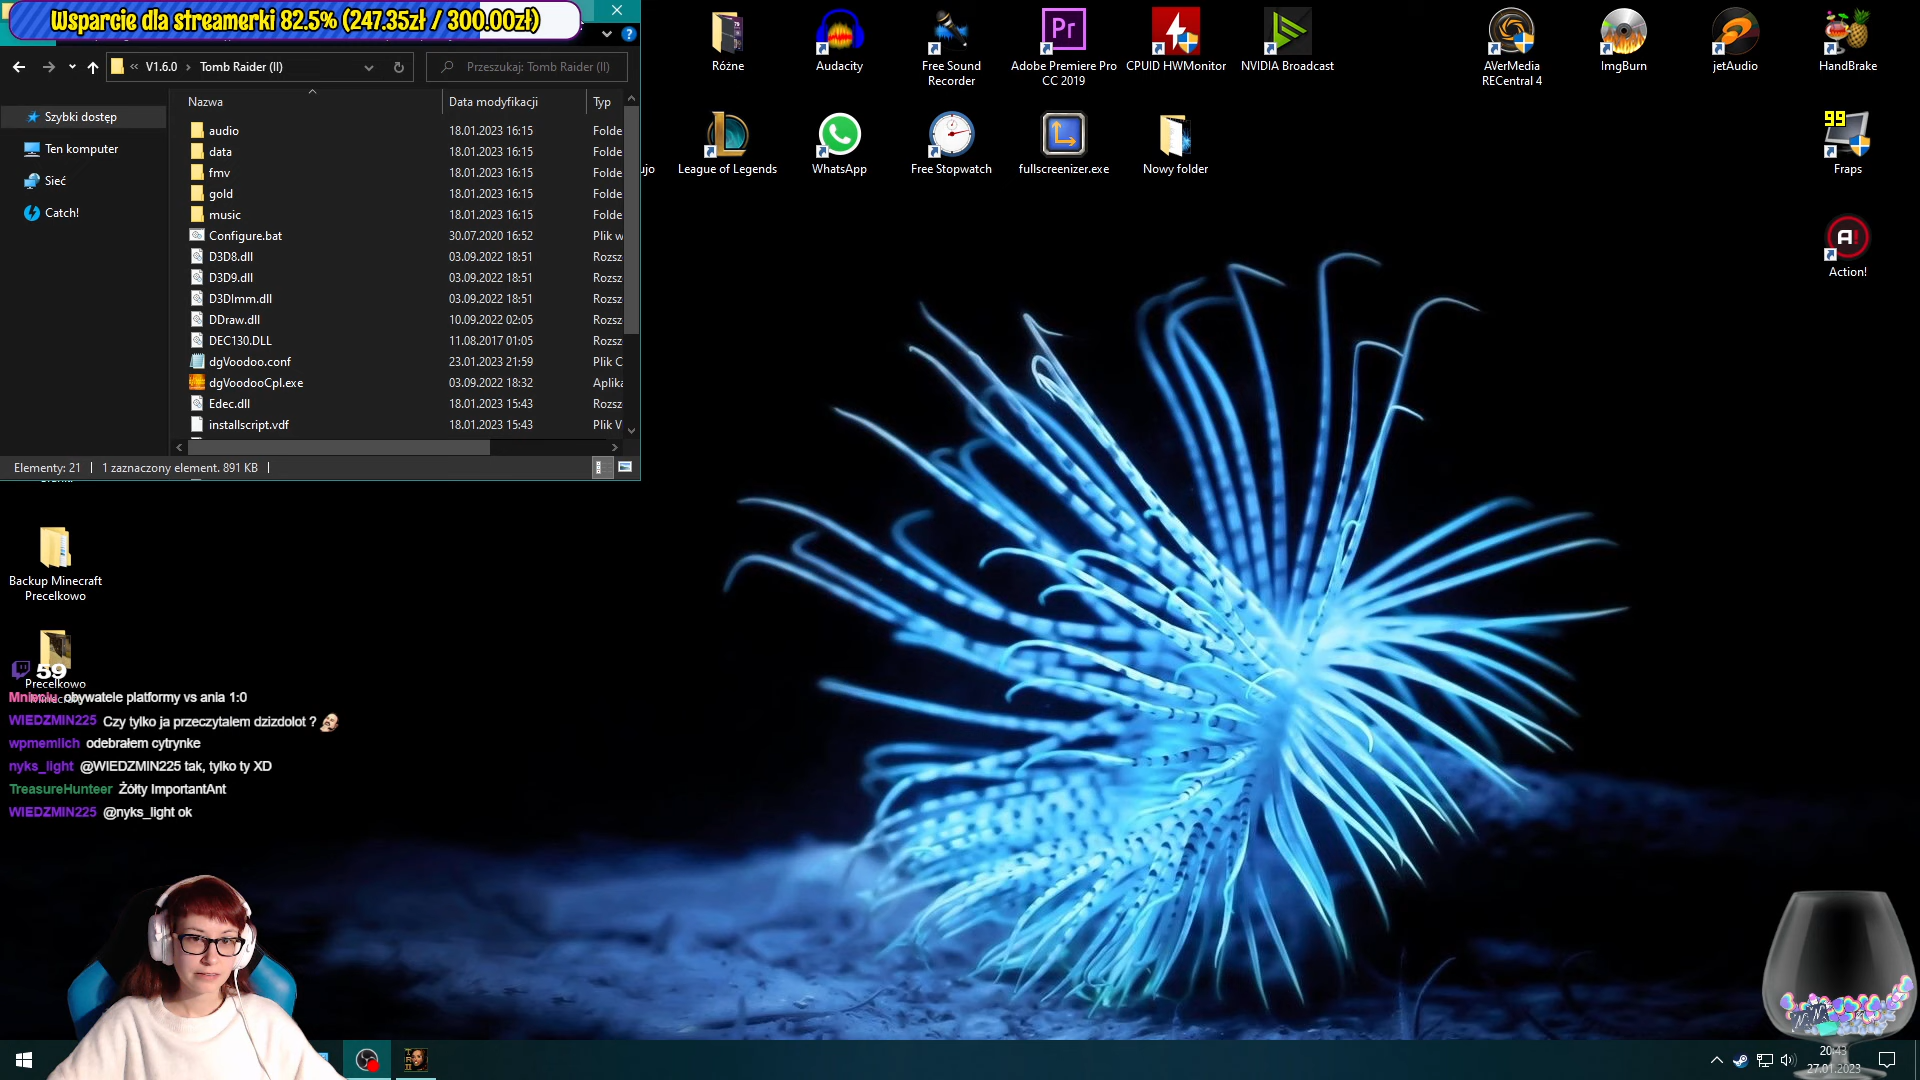 Wsparcie dla streamerki 82.5% (247.35zł / 300.00zł)
V1.6.0
Tomb Raider (II)
Przeszukaj: Tomb Raider (II)
Nazwa
Data modyfikacji
Typ
Szybki dostęp
Ten komputer
Sieć
Catch!
audio 18.01.2023 16:15 Folde
data 18.01.2023 16:15 Folde
fmv 18.01.2023 16:15 Folde
gold 18.01.2023 16:15 Folde
music 18.01.2023 16:15 Folde
Configure.bat 30.07.2020 16:52 Plik w
D3D8.dll 03.09.2022 18:51 Rozsz
D3D9.dll 03.09.2022 18:51 Rozsz
D3DImm.dll 03.09.2022 18:51 Rozsz
DDraw.dll 10.09.2022 02:05 Rozsz
DEC130.DLL 11.08.2017 01:05 Rozsz
dgVoodoo.conf 23.01.2023 21:59 Plik C
dgVoodooCpl.exe 03.09.2022 18:32 Aplika
Edec.dll 18.01.2023 15:43 Rozsz
installscript.vdf 18.01.2023 15:43 Plik V
Elementy: 21
1 zaznaczony element. 891 KB
Różne
Audacity
Free Sound
Recorder
Adobe Premiere Pro
CC 2019
CPUID HWMonitor
NVIDIA Broadcast
AVerMedia
RECentral 4
ImgBurn
jetAudio
HandBrake
ujo
League of Legends
WhatsApp
Free Stopwatch
fullscreenizer.exe
Nowy folder
99
Fraps
Action!
Backup Minecraft
Precelkowo
59
Precelkowo
obywatele platformy vs ania 1:0
WIEDZMIN225 Czy tylko ja przeczytalem dzizdolot ?
wpmemlich odebrałem cytrynke
nyks_light @WIEDZMIN225 tak, tylko ty XD
TreasureHunteer Żółty ImportantAnt
WIEDZMIN225 @nyks_light ok
20:43
27.01.2023